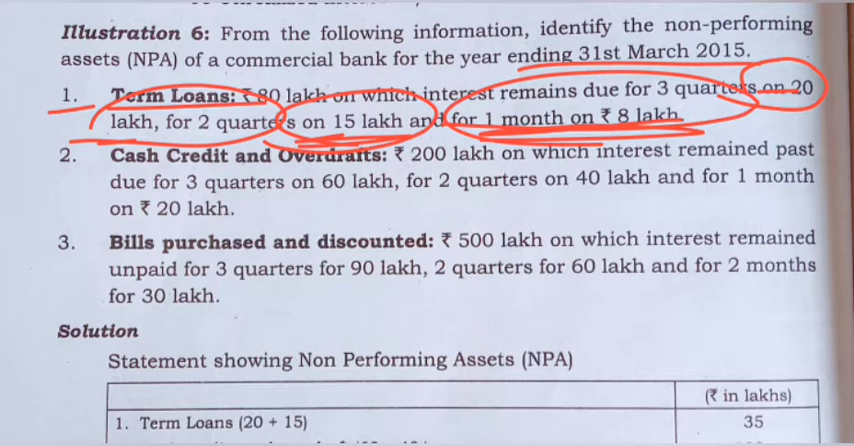 Illustration 6: From the following information, identify the non-performing
assets (NPA) of a commercial bank for the year ending 31st March 2015.
1. Term Loans: ₹ 80 lakh on which interest remains due for 3 quarters on 20
lakh, for 2 quarters on 15 lakh and for 1 month on ₹ 8 lakh.
2. Cash Credit and Overdrafts: ₹ 200 lakh on which interest remained past
due for 3 quarters on 60 lakh, for 2 quarters on 40 lakh and for 1 month
on ₹ 20 lakh.
3. Bills purchased and discounted: ₹ 500 lakh on which interest remained
unpaid for 3 quarters for 90 lakh, 2 quarters for 60 lakh and for 2 months
for 30 lakh.
Solution
Statement showing Non Performing Assets (NPA)
(₹ in lakhs)
1. Term Loans (20 + 15) 35